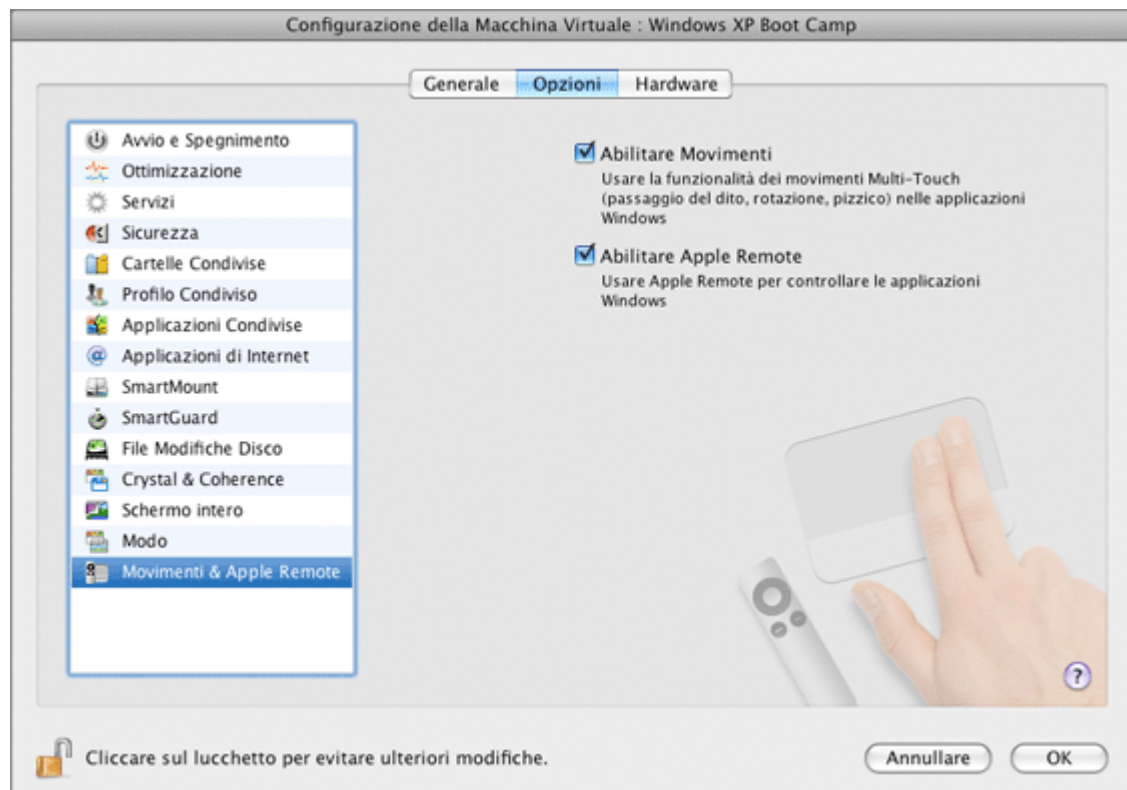 Configurazione della Macchina Virtuale : Windows XP Boot Camp
Generale
Opzioni
Hardware
Avvio e Spegnimento
Ottimizzazione
Servizi
Sicurezza
Cartelle Condivise
Profilo Condiviso
Applicazioni Condivise
Applicazioni di Internet
SmartMount
SmartGuard
File Modifiche Disco
Crystal & Coherence
Schermo intero
Modo
Movimenti & Apple Remote
Abilitare Movimenti
Usare la funzionalità dei movimenti Multi-Touch
(passaggio del dito, rotazione, pizzico) nelle applicazioni
Windows
Abilitare Apple Remote
Usare Apple Remote per controllare le applicazioni
Windows
?
Cliccare sul lucchetto per evitare ulteriori modifiche.
Annullare
OK